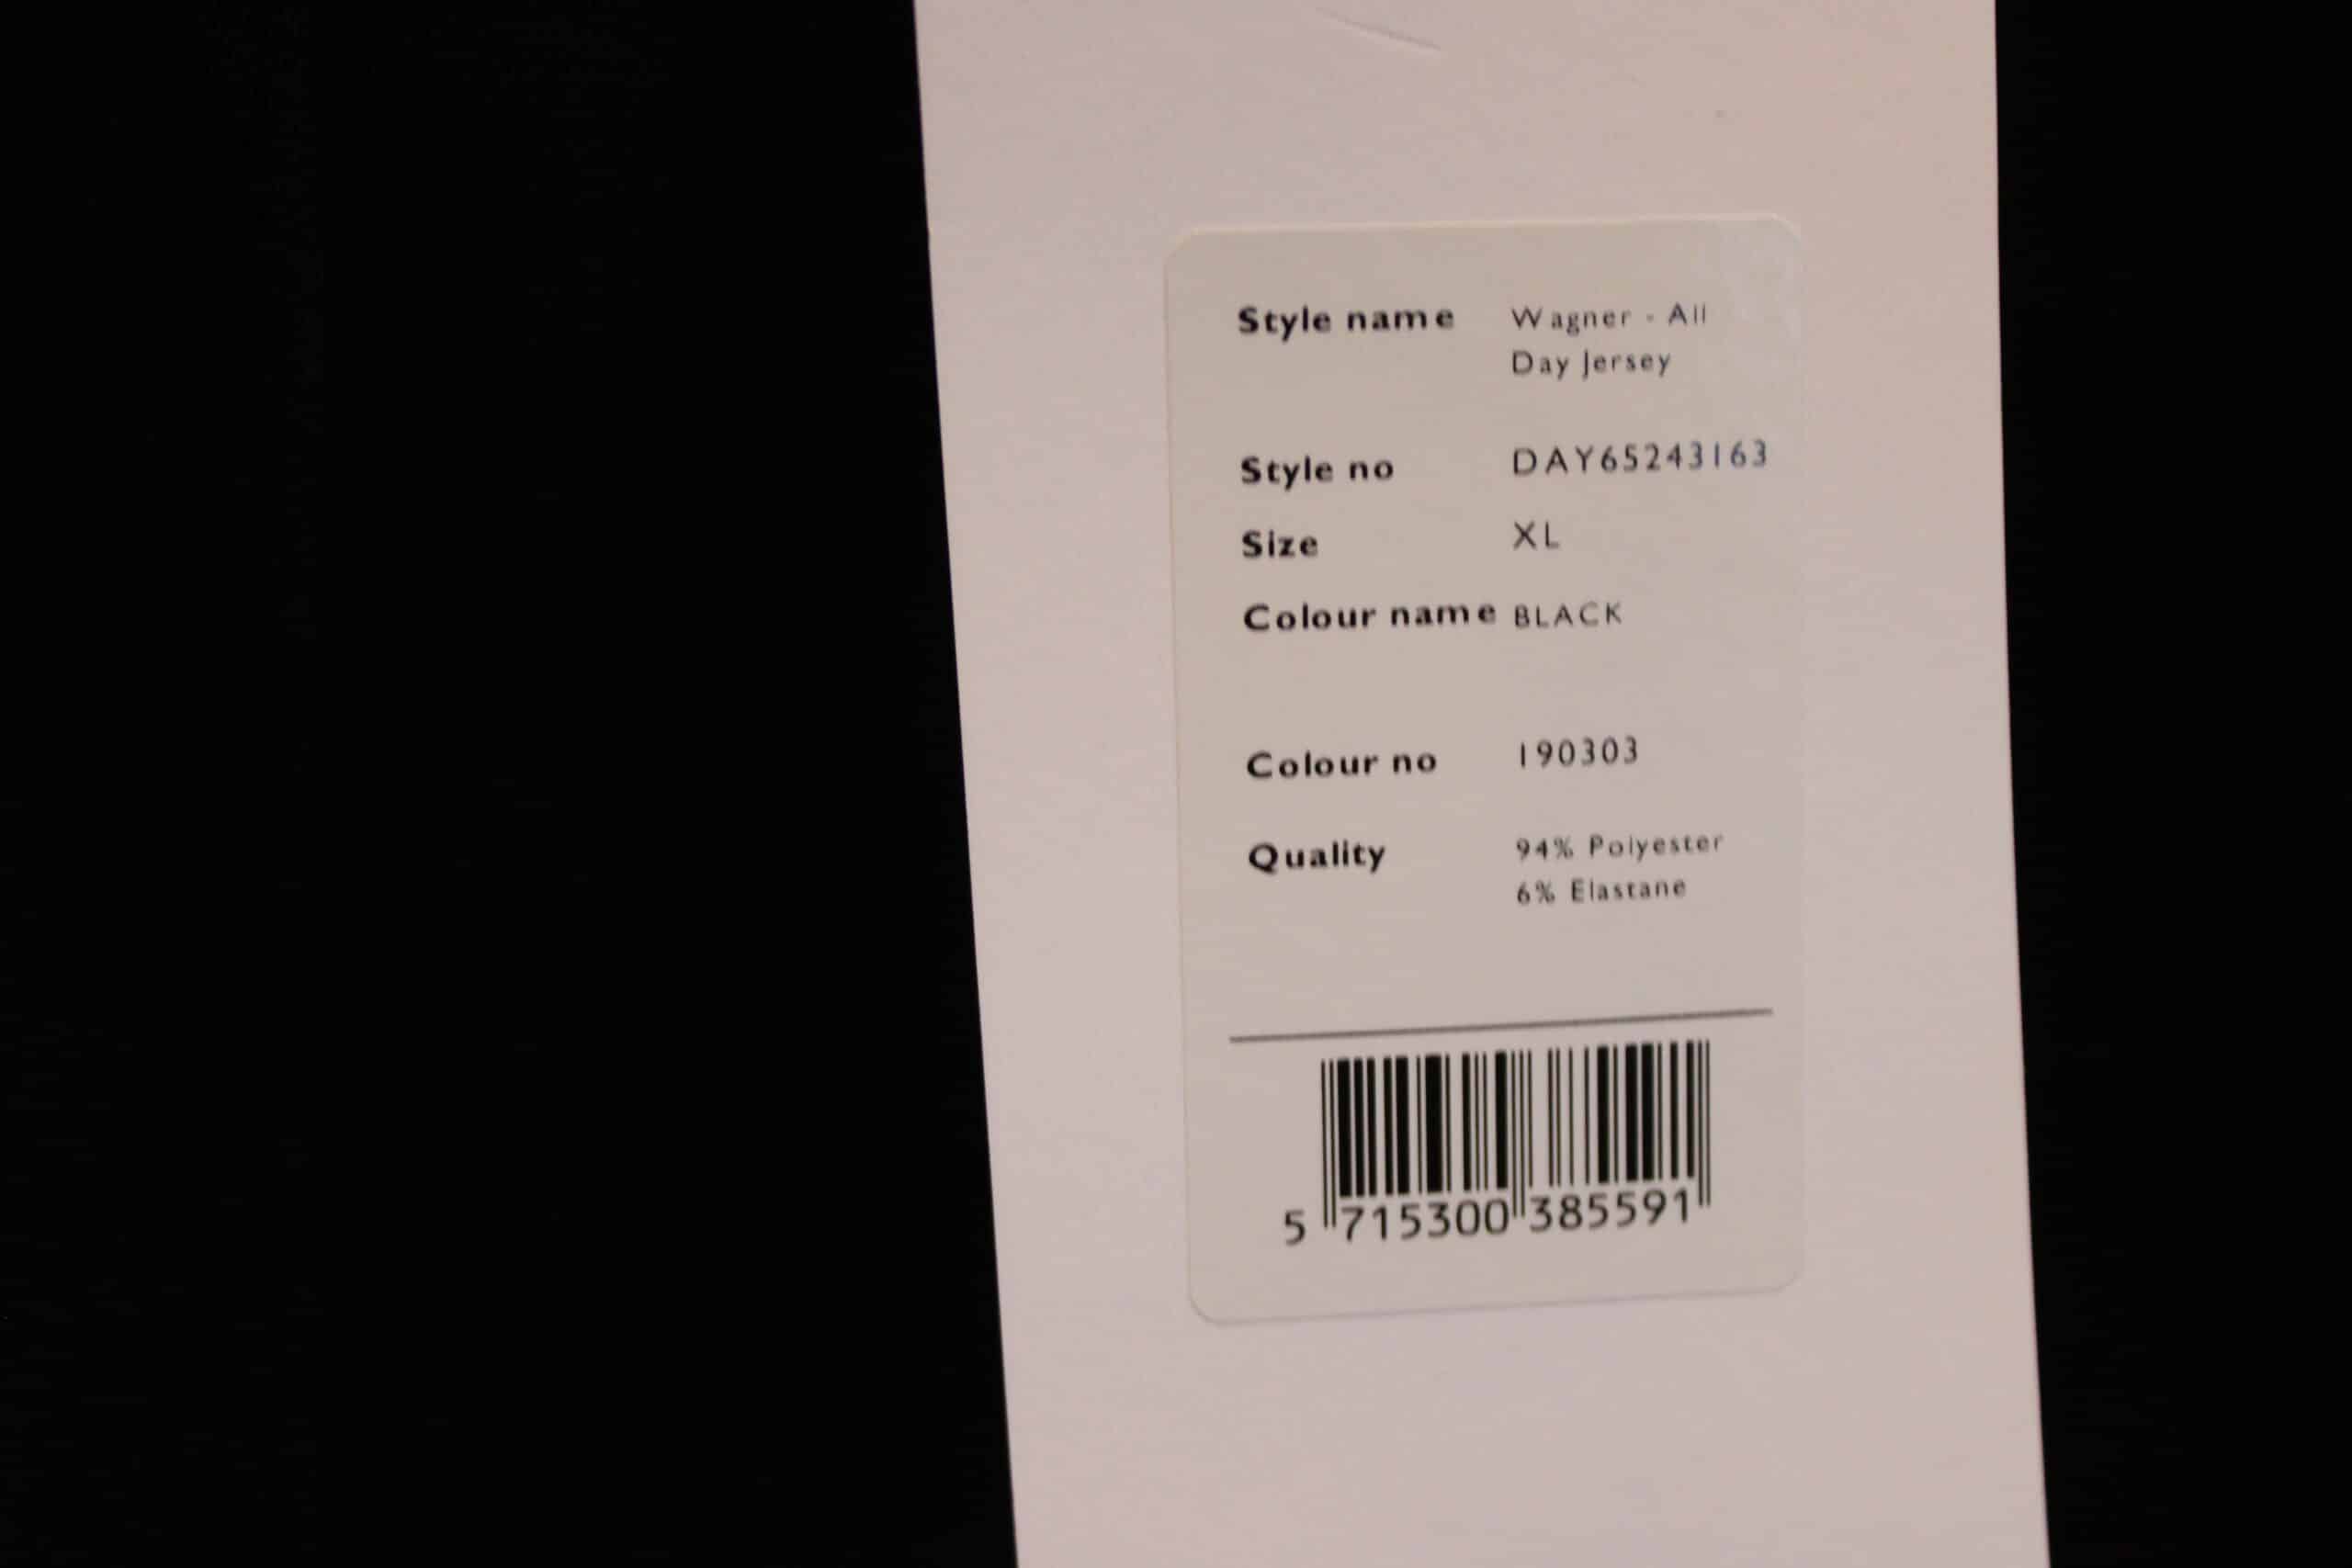 Style name Wagner - All
Day Jersey
Style no DAY65243163
Size XL
Colour name BLACK
Colour no 190303
Quality 94% Polyester
6% Elastane
5 715300 385591